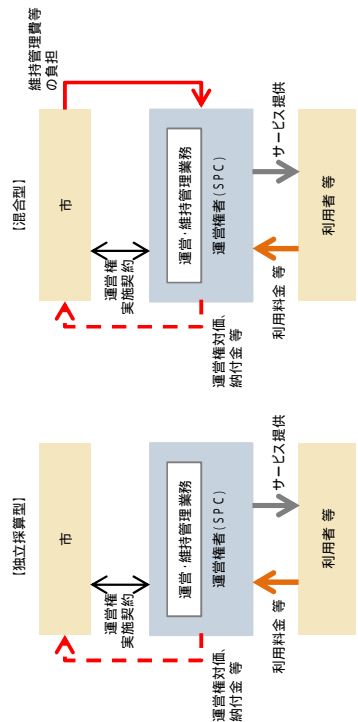 【独立採算型】
市
運営権
実施契約
運営･維持管理業務
運営権者(SPC)
運営権対価、
納付金 等
利用料金 等
サービス提供
利用者 等
【混合型】
市
維持管理費等
の負担
運営権
実施契約
運営･維持管理業務
運営権者(SPC)
運営権対価、
納付金 等
利用料金 等
サービス提供
利用者 等